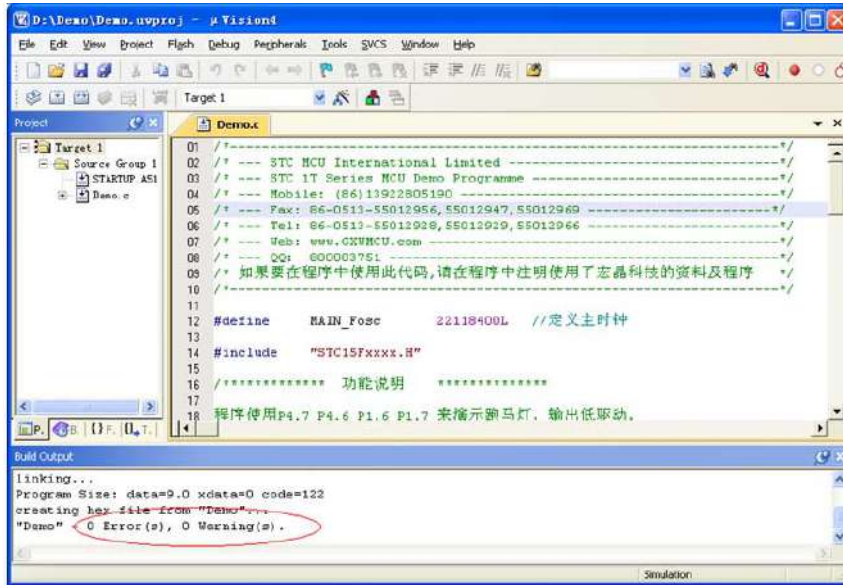 D:\Demo\Demo.uvproj - µVision4
File Edit View Project Flash Debug Peripherals Tools SVCS Window Help
Target 1
Project
Demo.c
Target 1
Source Group 1
STARTUP.A51
Demo.c
01 /*---------------------------------------------------------------------*/
02 /* --- STC MCU International Limited ----------------------------------*/
03 /* --- STC 1T Series MCU Demo Programme -------------------------------*/
04 /* --- Mobile: (86)13922805190 ----------------------------------------*/
05 /* --- Fax: 86-0513-55012956,55012947,55012969 ------------------------*/
06 /* --- Tel: 86-0513-55012928,55012929,55012966 ------------------------*/
07 /* --- Web: www.GXWMCU.com --------------------------------------------*/
08 /* --- QQ: 800003751 -------------------------------------------------*/
09 /* 如果要在程序中使用此代码,请在程序中注明使用了宏晶科技的资料及程序 */
10 /*---------------------------------------------------------------------*/
11
12 #define MAIN_Fosc 22118400L //定义主时钟
13
14 #include "STC15Fxxxx.H"
15
16 /************* 功能说明 **************
17
18 程序使用P4.7 P4.6 P1.6 P1.7 来演示跑马灯，输出低驱动。
P. B. {} F. 0. T.
Build Output
linking...
Program Size: data=9.0 xdata=0 code=122
creating hex file from "Demo"...
"Demo" - 0 Error(s), 0 Warning(s).
Simulation